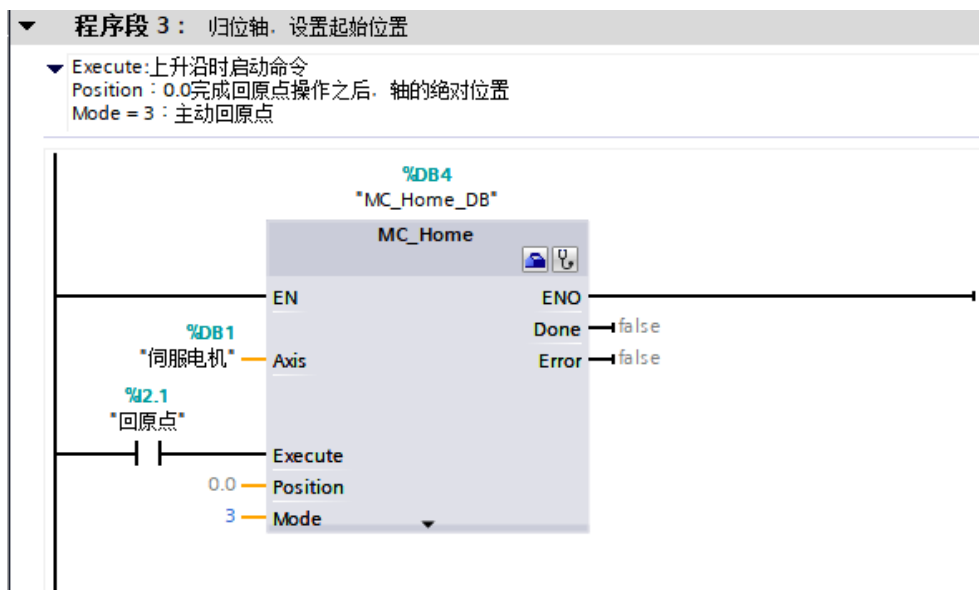 程序段 3： 归位轴．设置起始位置
Execute:上升沿时启动命令
Position：0.0完成回原点操作之后．轴的绝对位置
Mode = 3：主动回原点
%DB4
"MC_Home_DB"
MC_Home
EN
ENO
%DB1
Done
false
"伺服电机"
Axis
Error
false
%I2.1
"回原点"
Execute
0.0
Position
3
Mode